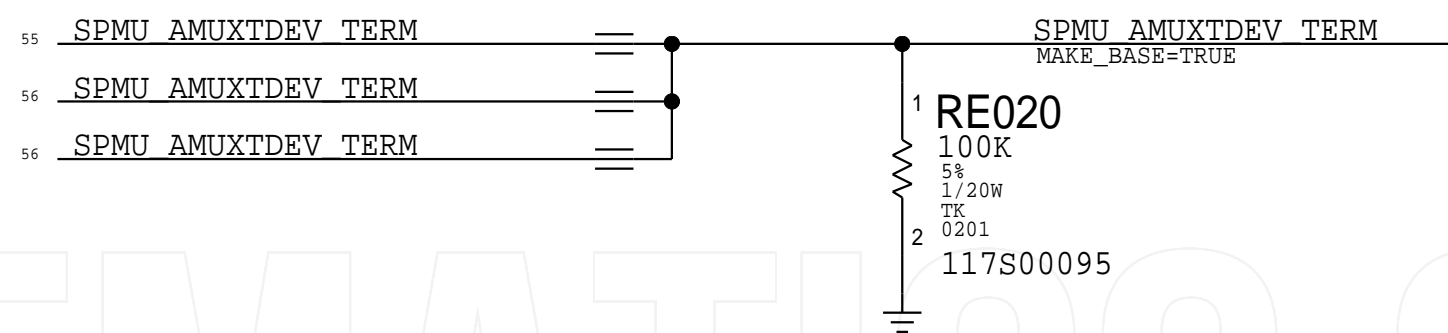 55 SPMU_AMUXTDEV_TERM
SPMU_AMUXTDEV_TERM
MAKE_BASE=TRUE
56 SPMU_AMUXTDEV_TERM
56 SPMU_AMUXTDEV_TERM
1
RE020
100K
5%
1/20W
TK
0201
2
117S00095